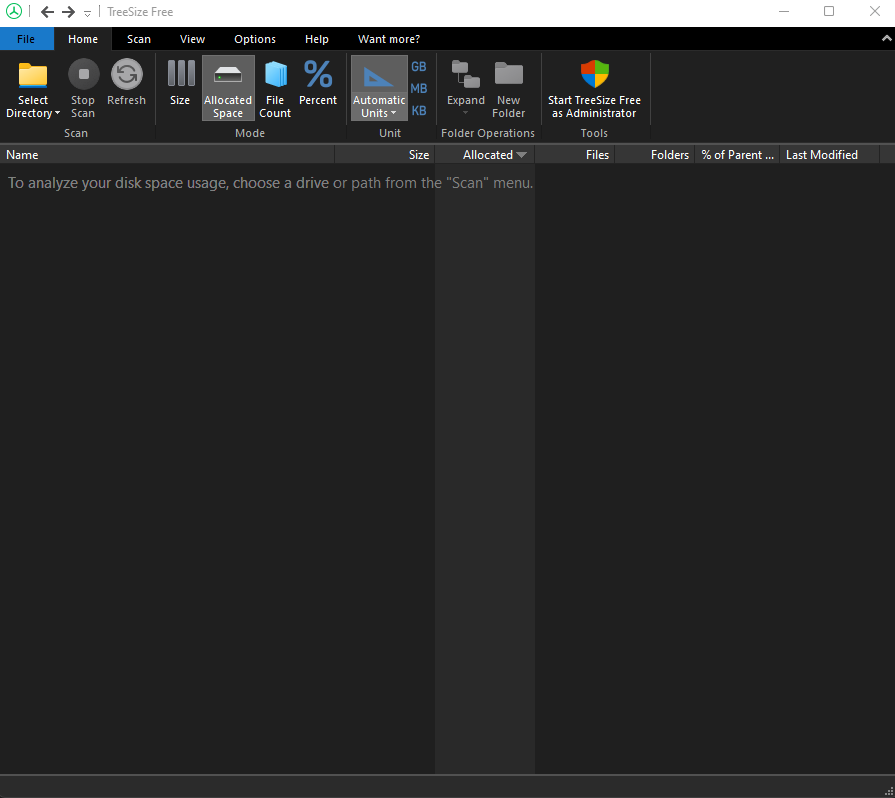 TreeSize Free
File Home Scan View Options Help Want more?
GB
MB
KB
Select Directory
Stop Scan
Refresh
Size
Allocated Space
File Count
Percent
Automatic Units
Expand
New Folder
Start TreeSize Free as Administrator
Scan Mode Unit Folder Operations Tools
Name Size Allocated Files Folders % of Parent ... Last Modified
To analyze your disk space usage, choose a drive or path from the "Scan" menu.